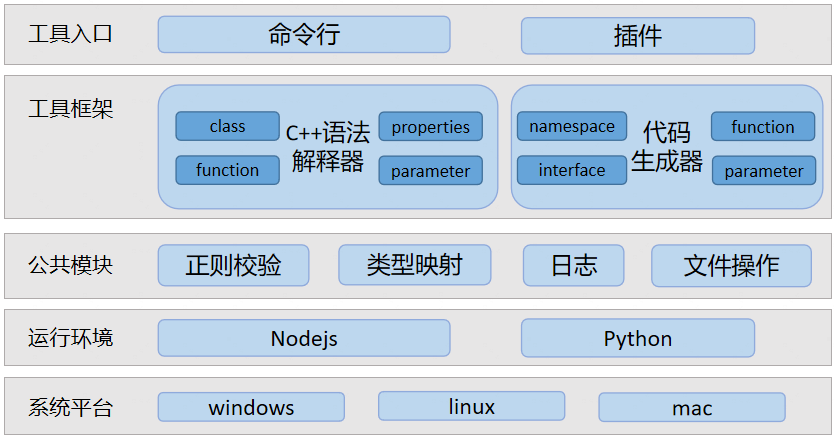 工具入口
命令行
插件
工具框架
class
function
C++语法
解释器
properties
parameter
namespace
interface
代码
生成器
function
parameter
公共模块
正则校验
类型映射
日志
文件操作
运行环境
Nodejs
Python
系统平台
windows
linux
mac